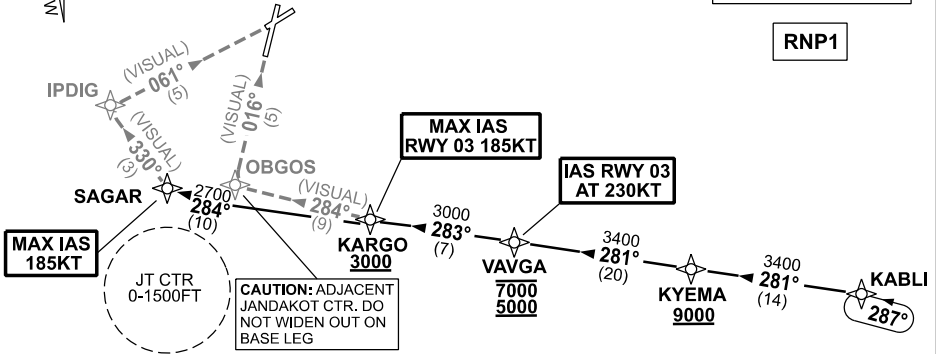 RNP1
(VISUAL)
061°
(5)
IPDIG
(VISUAL)
016°
(5)
(VISUAL)
330°
(3)
MAX IAS
RWY 03 185KT
OBGOS
SAGAR
2700
284°
(10)
(VISUAL)
284°
(9)
IAS RWY 03
AT 230KT
KARGO
3000
3000
283°
(7)
MAX IAS
185KT
VAVGA
7000
5000
3400
281°
(20)
KYEMA
9000
3400
281°
(14)
KABLI
287°
JT CTR
0-1500FT
CAUTION: ADJACENT
JANDAKOT CTR. DO
NOT WIDEN OUT ON
BASE LEG